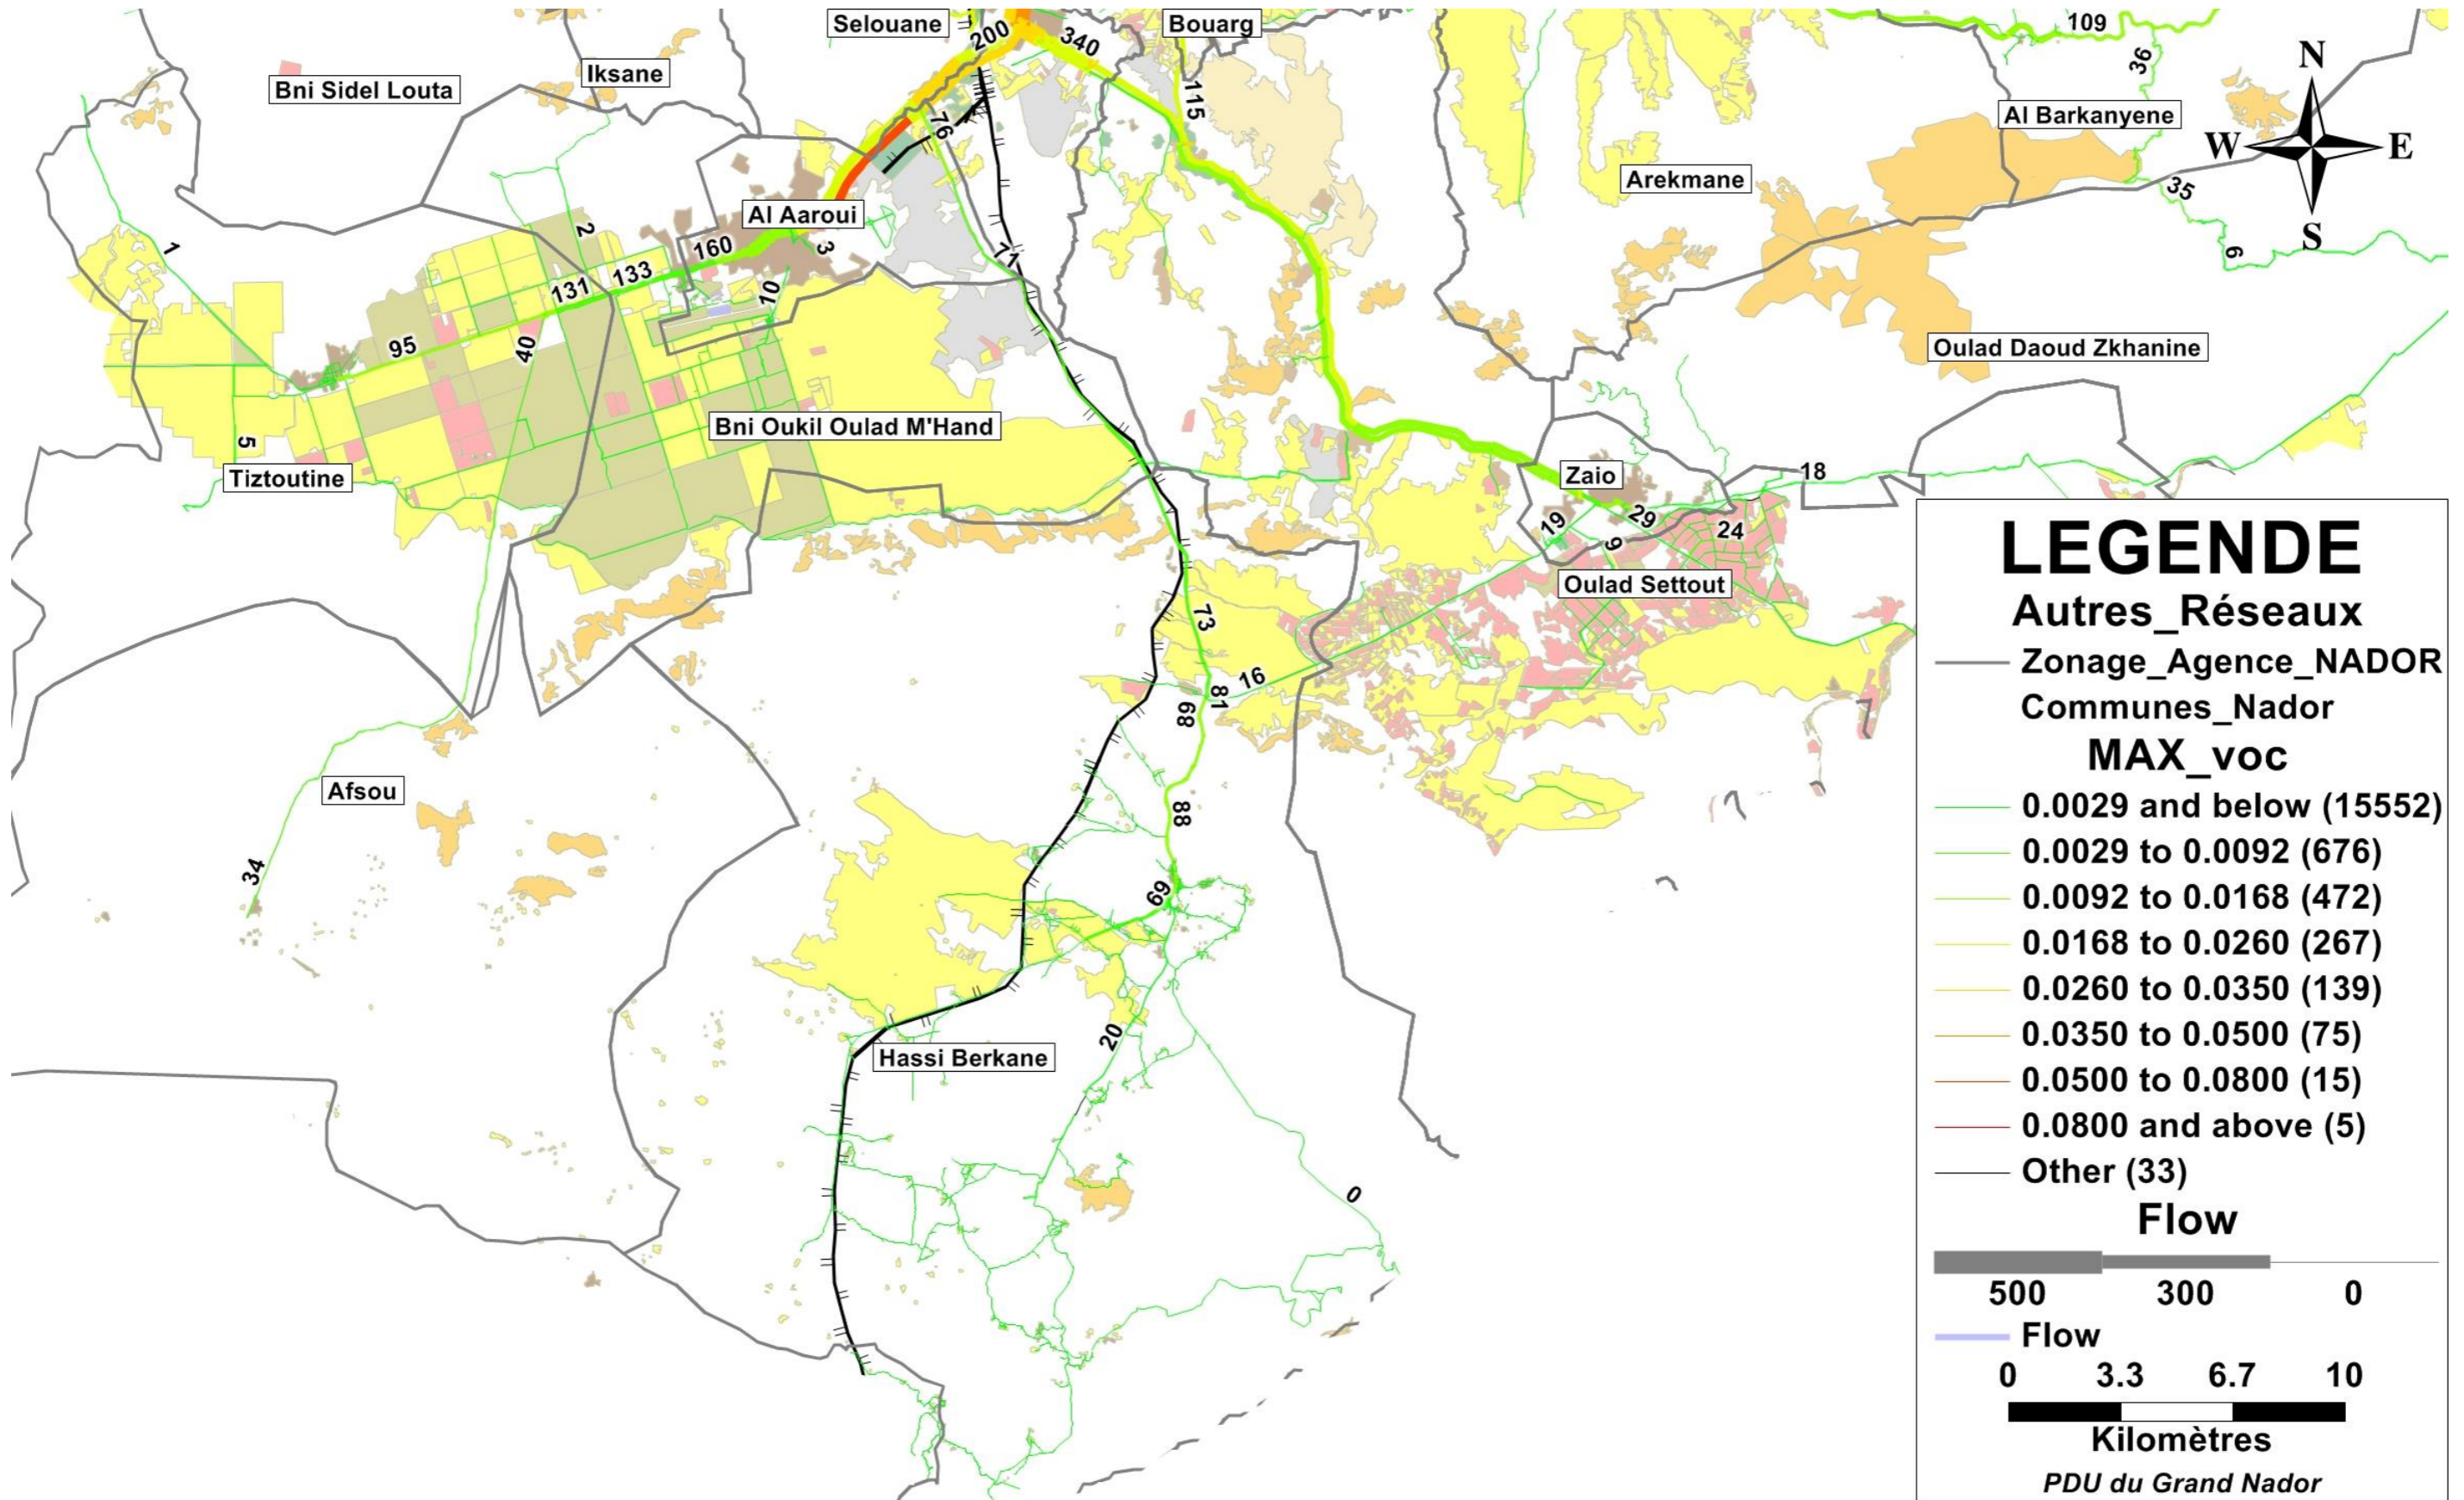 Selouane
200
340
Bouarg
109
36
N
Bni Sidel Louta
Iksane
76
115
Al Barkanyene
W
E
Arekmane
35
S
Al Aaroui
1
2
160
3
71
6
133
131
10
95
40
Oulad Daoud Zkhanine
Bni Oukil Oulad M'Hand
5
Tiztoutine
Zaio
18
19
29
24
9
Oulad Settout
73
16
81
68
Afsou
88
34
69
20
Hassi Berkane
0
LEGENDE
Autres_Réseaux
Zonage_Agence_NADOR
Communes_Nador
MAX_voc
0.0029 and below (15552)
0.0029 to 0.0092 (676)
0.0092 to 0.0168 (472)
0.0168 to 0.0260 (267)
0.0260 to 0.0350 (139)
0.0350 to 0.0500 (75)
0.0500 to 0.0800 (15)
0.0800 and above (5)
Other (33)
Flow
500 300 0
Flow
0 3.3 6.7 10
Kilomètres
PDU du Grand Nador